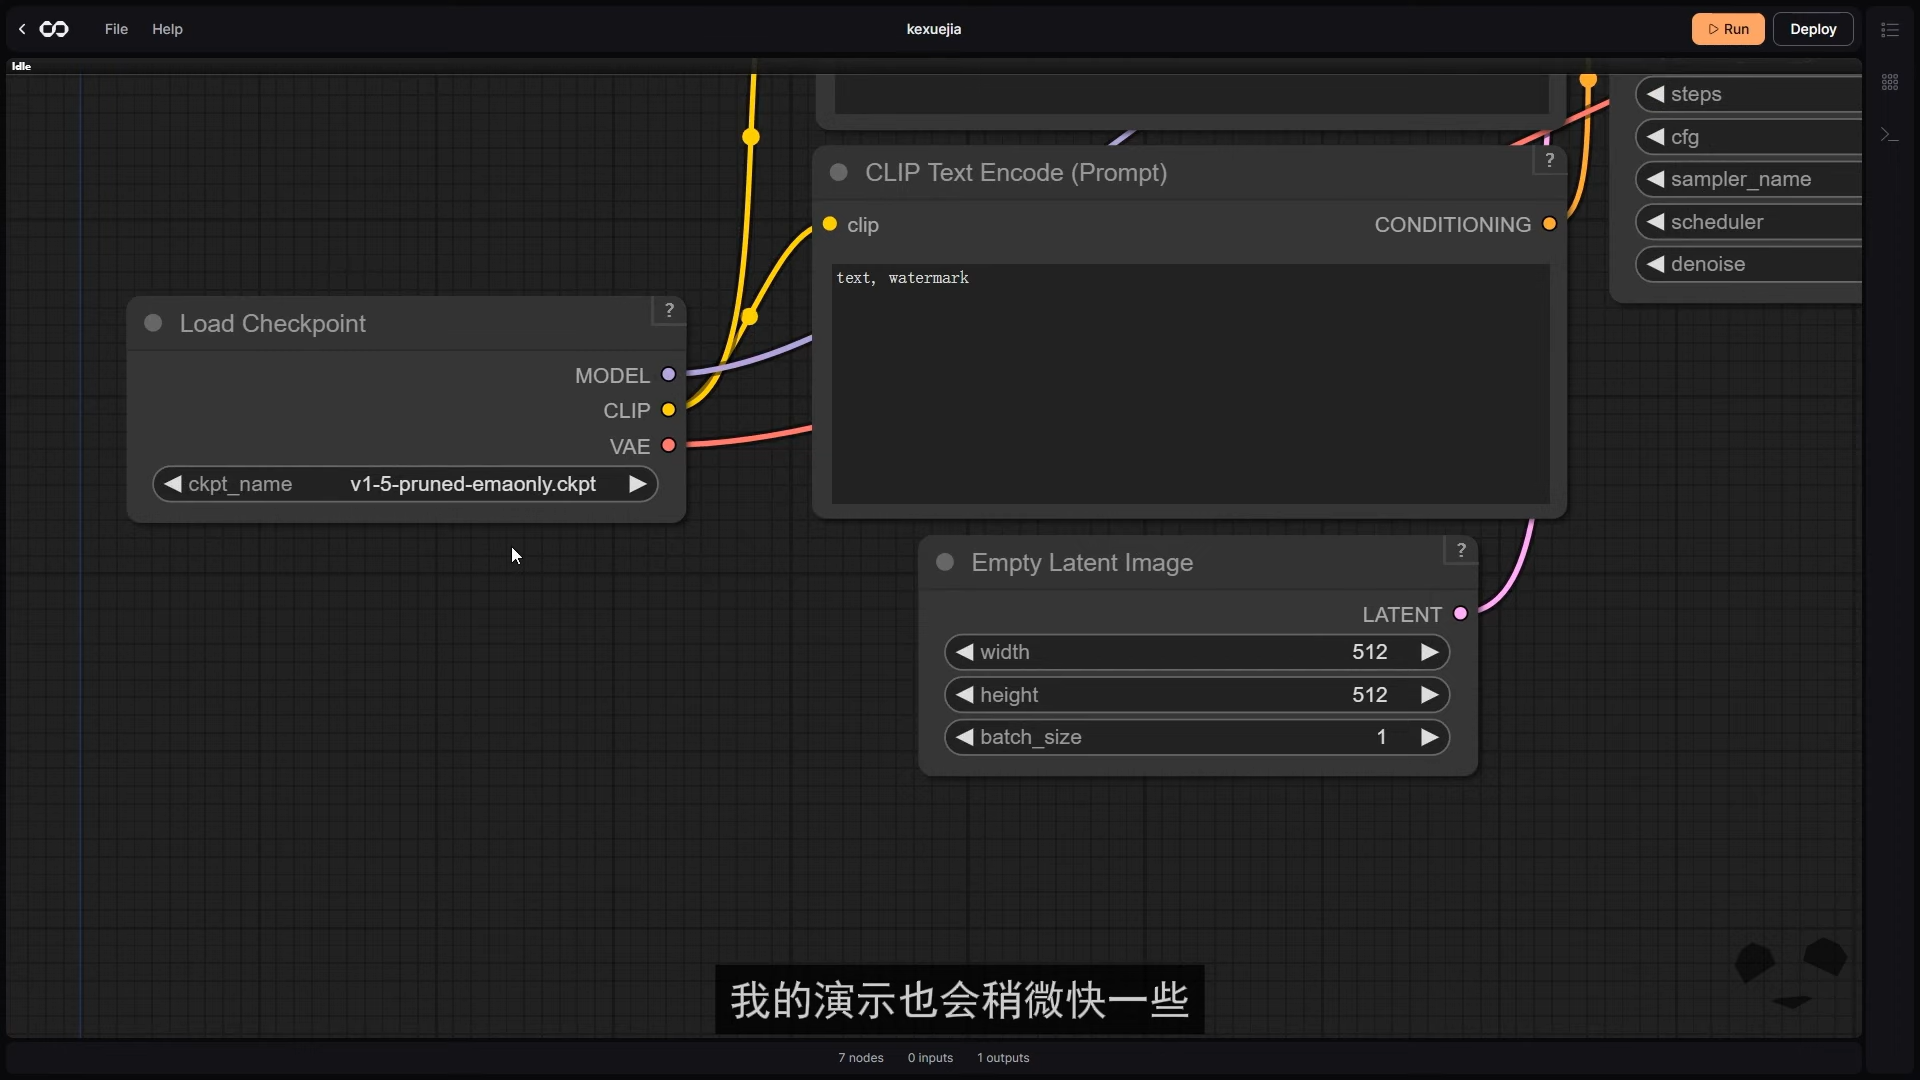 File
Help
kexuejia
Run
Deploy
Idle
steps
cfg
sampler_name
scheduler
denoise
CLIP Text Encode (Prompt)
?
clip
CONDITIONING
text, watermark
Load Checkpoint
?
MODEL
CLIP
VAE
ckpt_name v1-5-pruned-emaonly.ckpt
Empty Latent Image
?
LATENT
width 512
height 512
batch_size 1
我的演示也会稍微快一些
7 nodes 0 inputs 1 outputs